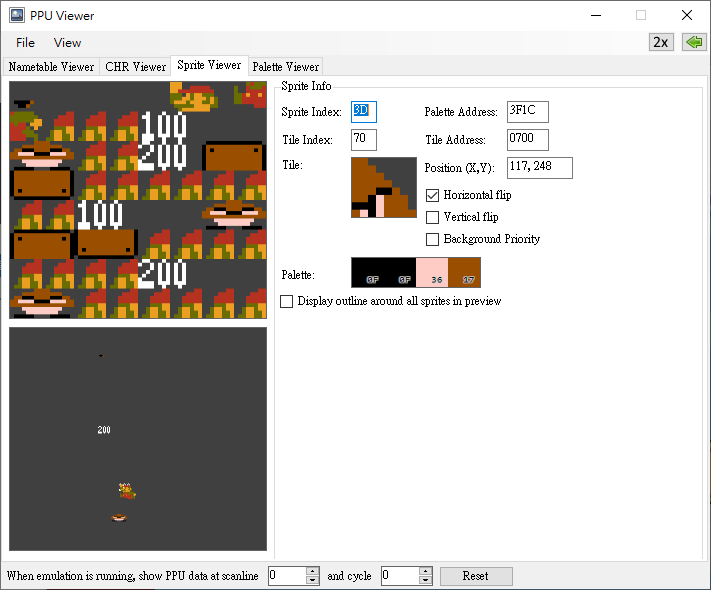 PPU Viewer
File View 2x
Nametable Viewer CHR Viewer Sprite Viewer Palette Viewer
Sprite Info
Sprite Index: 3D Palette Address: 3F1C
Tile Index: 70 Tile Address: 0700
Tile: Position (X,Y): 117, 248
Horizontal flip
Vertical flip
Background Priority
Palette: 0F 0F 36 17
Display outline around all sprites in preview
100
200
100
200
200
When emulation is running, show PPU data at scanline 0 and cycle 0 Reset